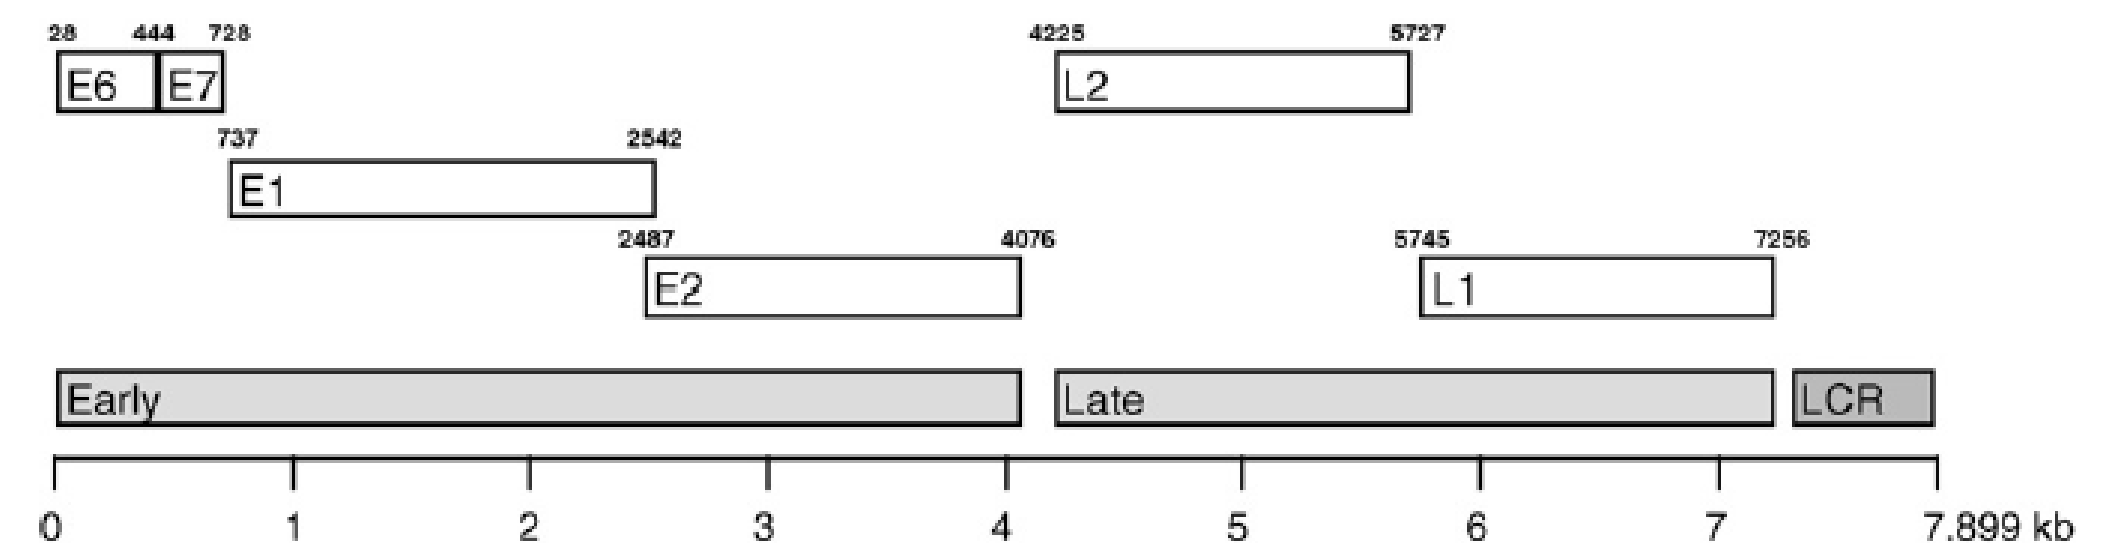 28 444 728 4225 5727
E6 E7 L2
737 2542
E1
2487 4076 5745 7256
E2 L1
Early Late LCR
0 1 2 3 4 5 6 7 7.899 kb